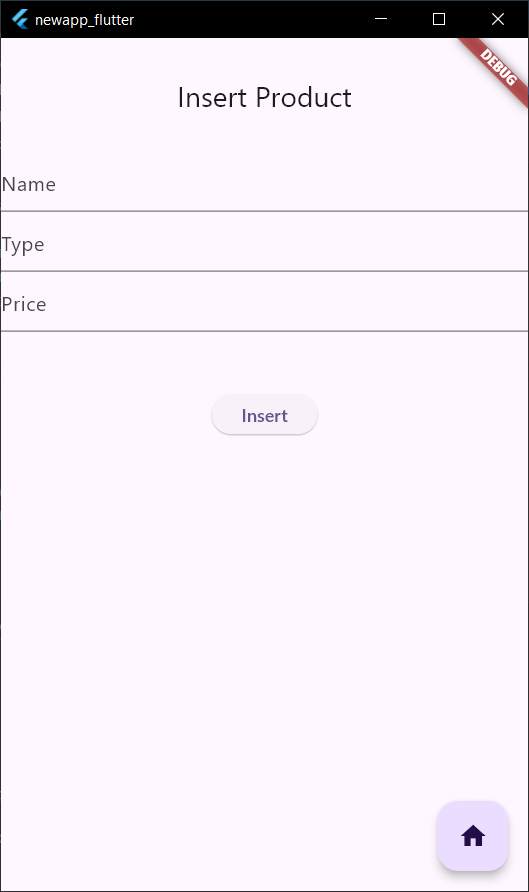 newapp_flutter
DEBUG
Insert Product
Name
Type
Price
Insert